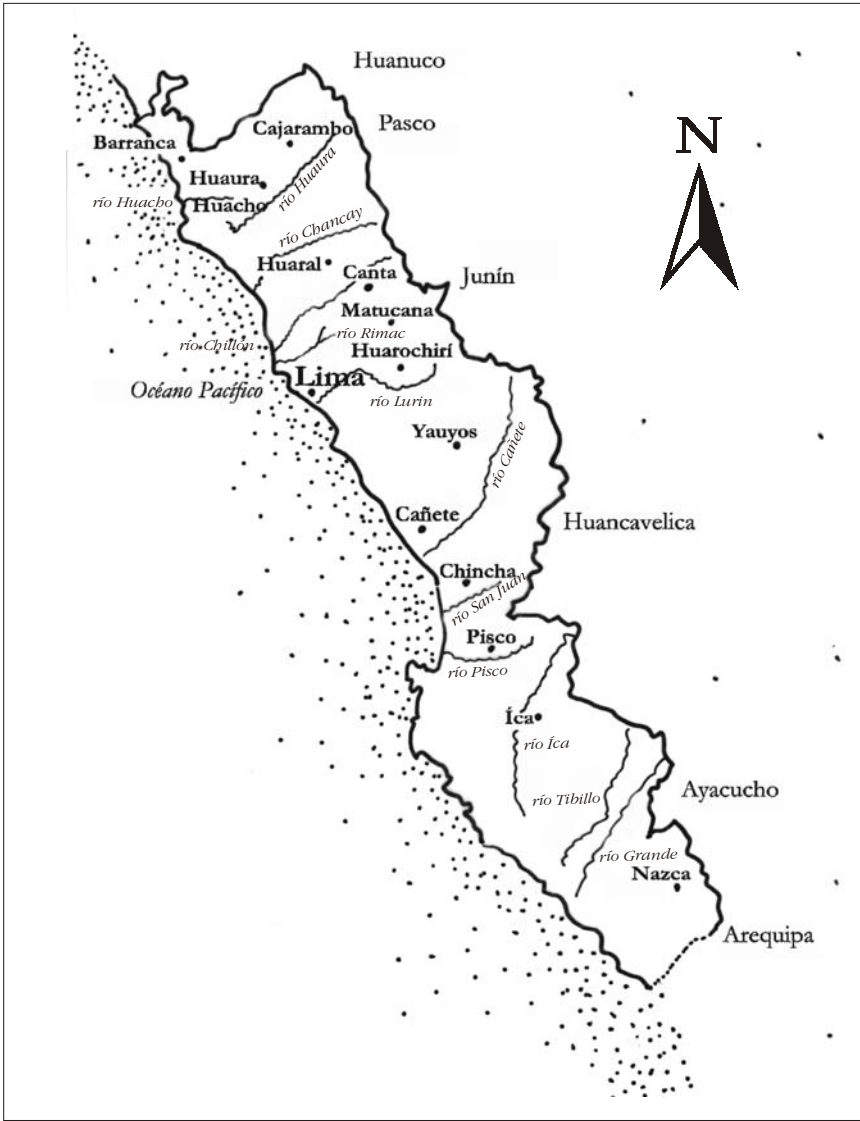 Huanuco
N
Cajarambo
Pasco
Barranca
Huaura
río Huaura
río Huacho
Huacho
río Chancay
Huaral
Canta
Junín
Matucana
río Rimac
río Chillón
Huarochirí
Lima
Océano Pacífico
río Lurin
Yauyos
río Cañete
Cañete
Huancavelica
Chincha
río San Juan
Pisco
río Pisco
Íca
río Íca
río Tibillo
Ayacucho
río Grande
Nazca
Arequipa